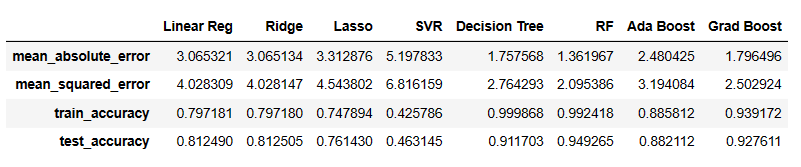 Linear Reg Ridge Lasso SVR Decision Tree RF Ada Boost Grad Boost
mean_absolute_error 3.065321 3.065134 3.312876 5.197833 1.757568 1.361967 2.480425 1.796496
mean_squared_error 4.028309 4.028147 4.543802 6.816159 2.764293 2.095386 3.194084 2.502924
train_accuracy 0.797181 0.797180 0.747894 0.425786 0.999868 0.992418 0.885812 0.939172
test_accuracy 0.812490 0.812505 0.761430 0.463145 0.911703 0.949265 0.882112 0.927611